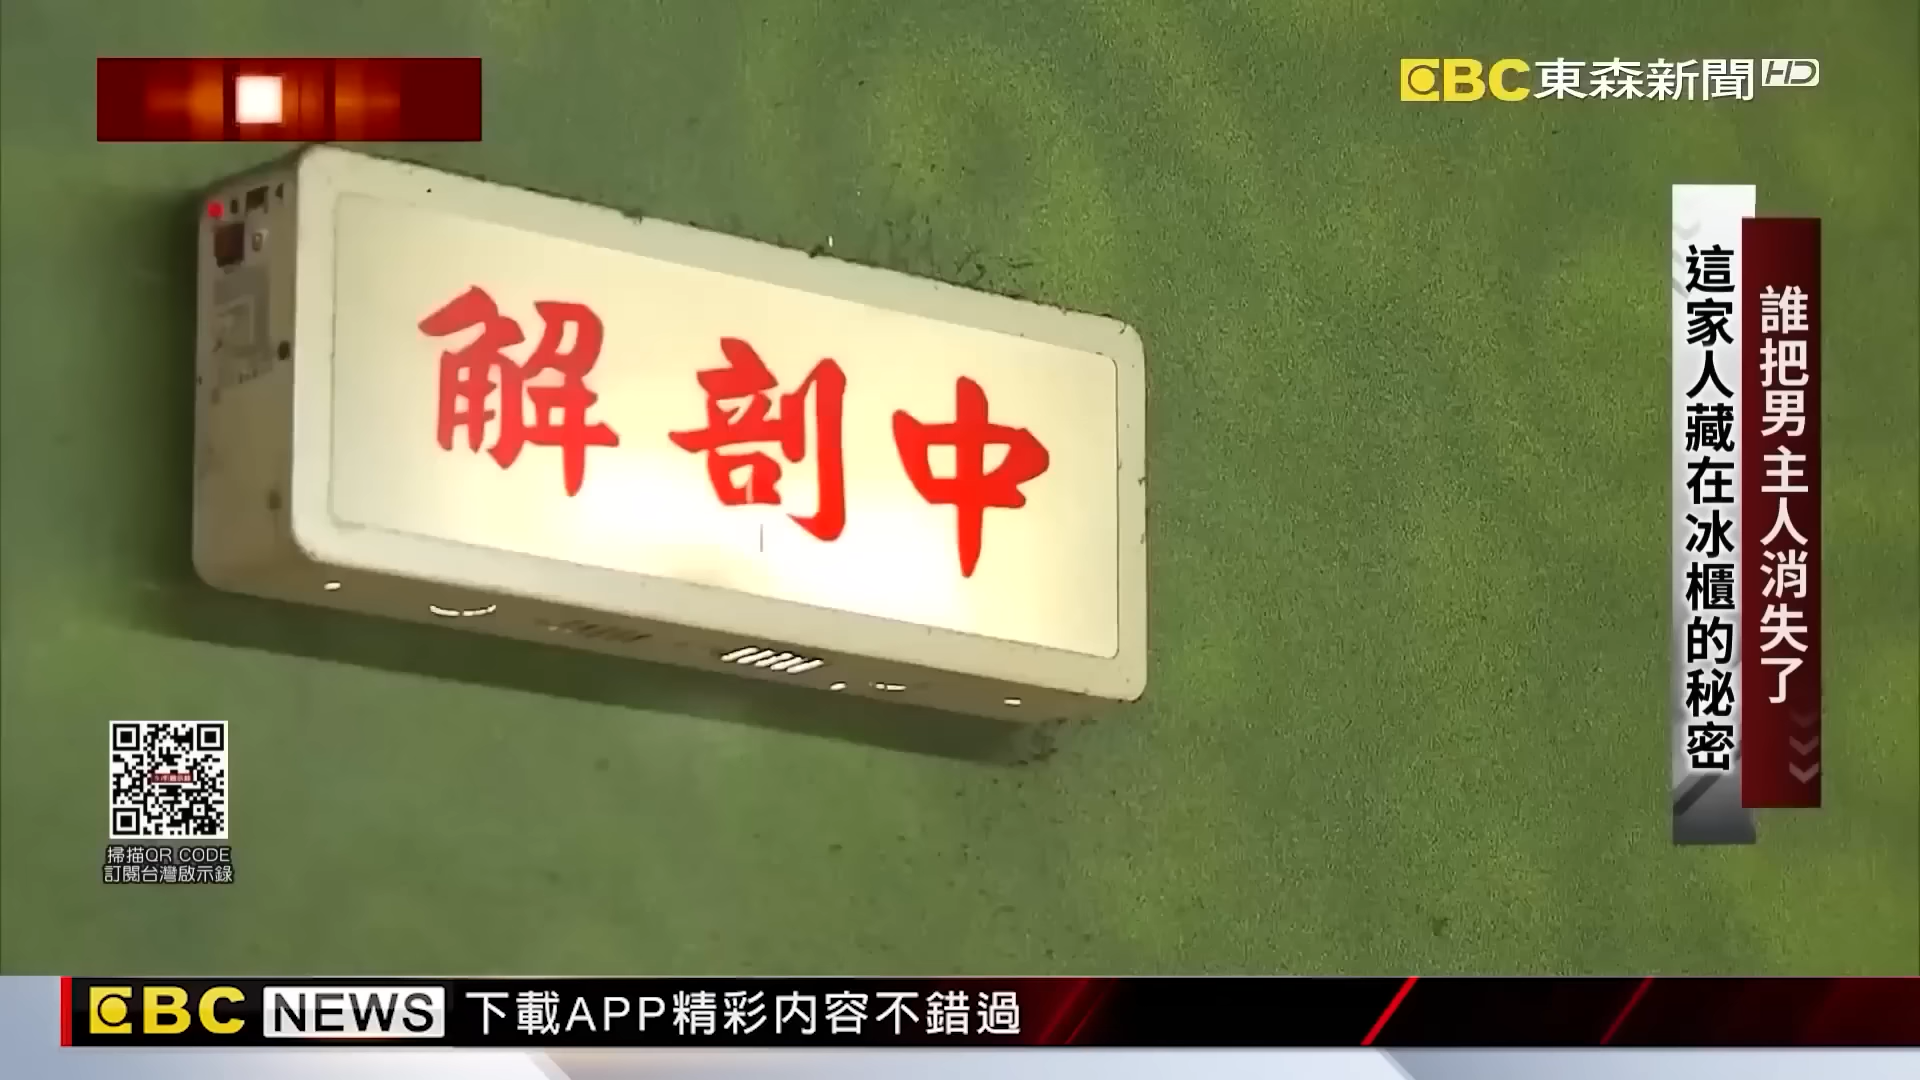 EBC東森新聞HD
解剖中
誰把男主人消失了
這家人藏在冰櫃的秘密
掃描QR CODE
訂閱台灣啟示錄
EBC NEWS 下載APP精彩內容不錯過